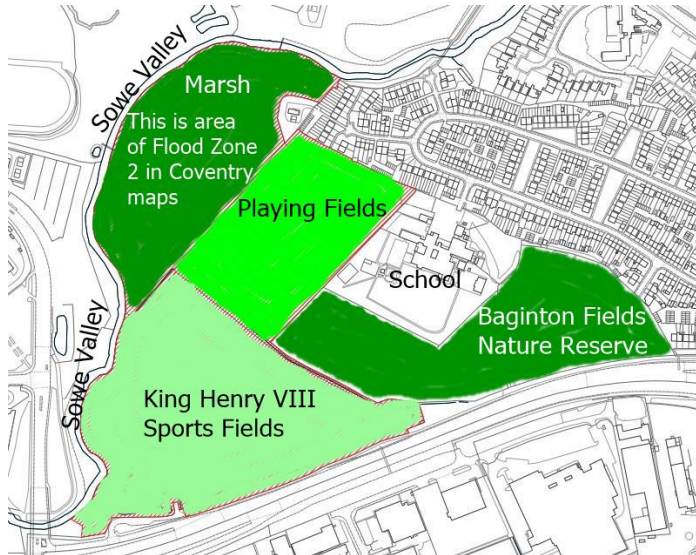 Sowe Valley
Marsh
This is area
of Flood Zone
2 in Coventry
maps
Playing Fields
School
Baginton Fields
Nature Reserve
Sowe Valley
King Henry VIII
Sports Fields